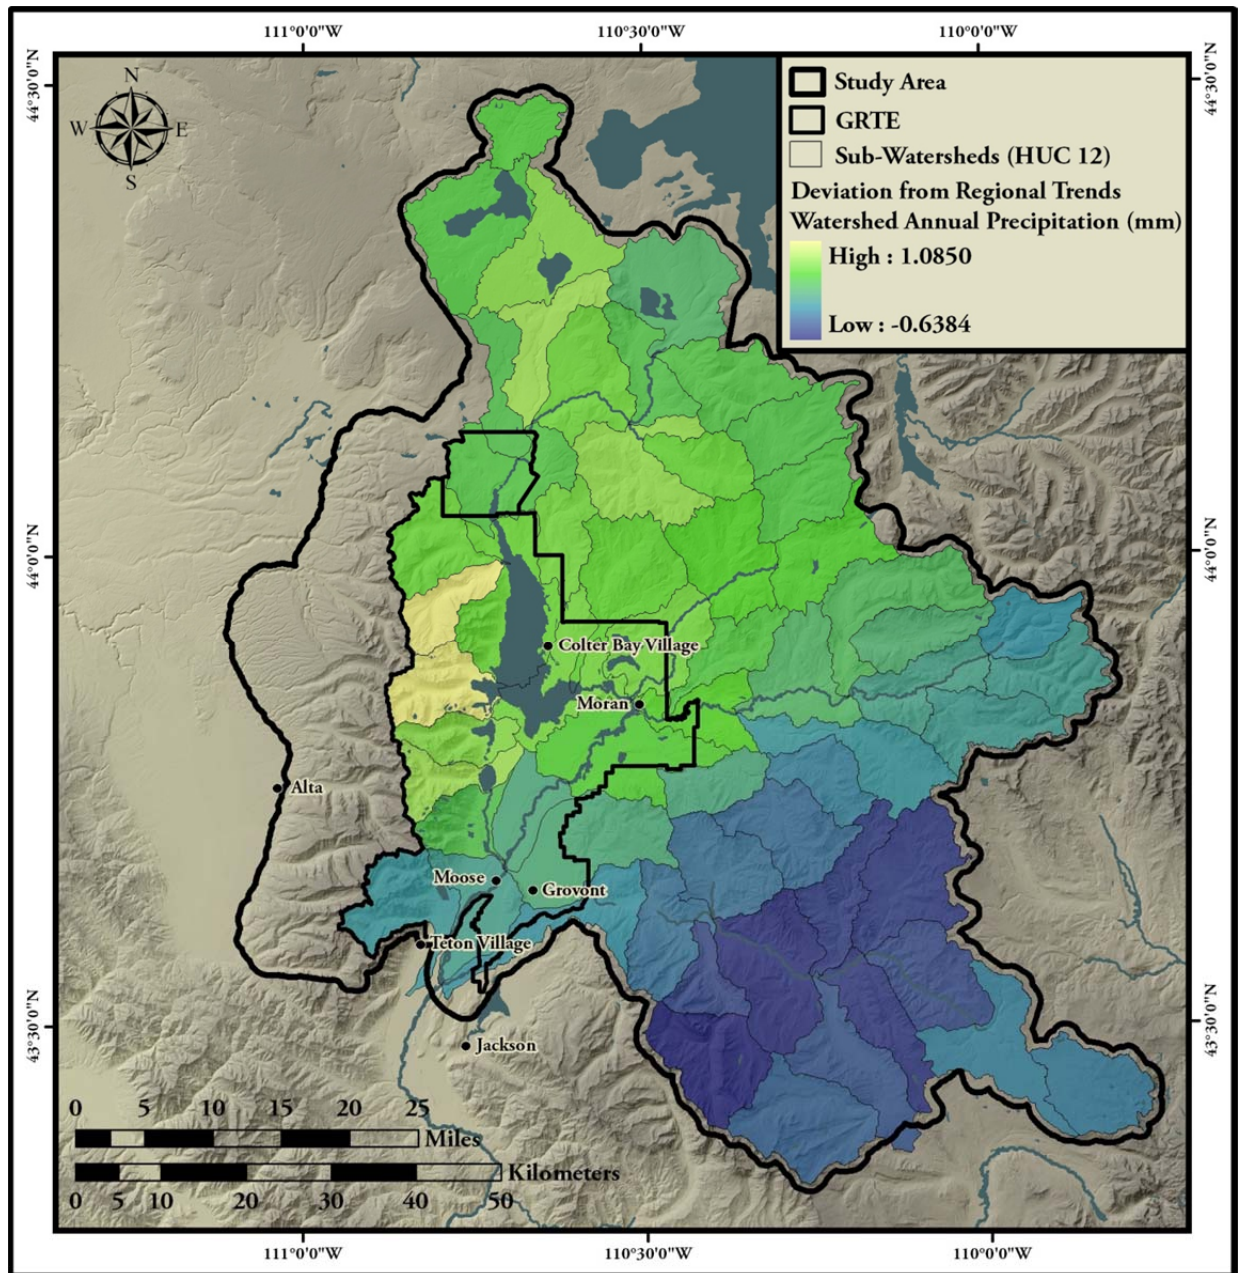 111°0'0"W
110°30'0"W
110°0'0"W
44°30'0"N
44°30'0"N
N
W
E
S
Study Area
GRTE
Sub-Watersheds (HUC 12)
Deviation from Regional Trends
Watershed Annual Precipitation (mm)
High : 1.0850
Low : -0.6384
44°0'0"N
44°0'0"N
Colter Bay Village
Moran
Alta
Moose
Grovont
Teton Village
43°30'0"N
43°30'0"N
Jackson
0 5 10 15 20 25
Miles
Kilometers
0 5 10 20 30 40 50
111°0'0"W
110°30'0"W
110°0'0"W